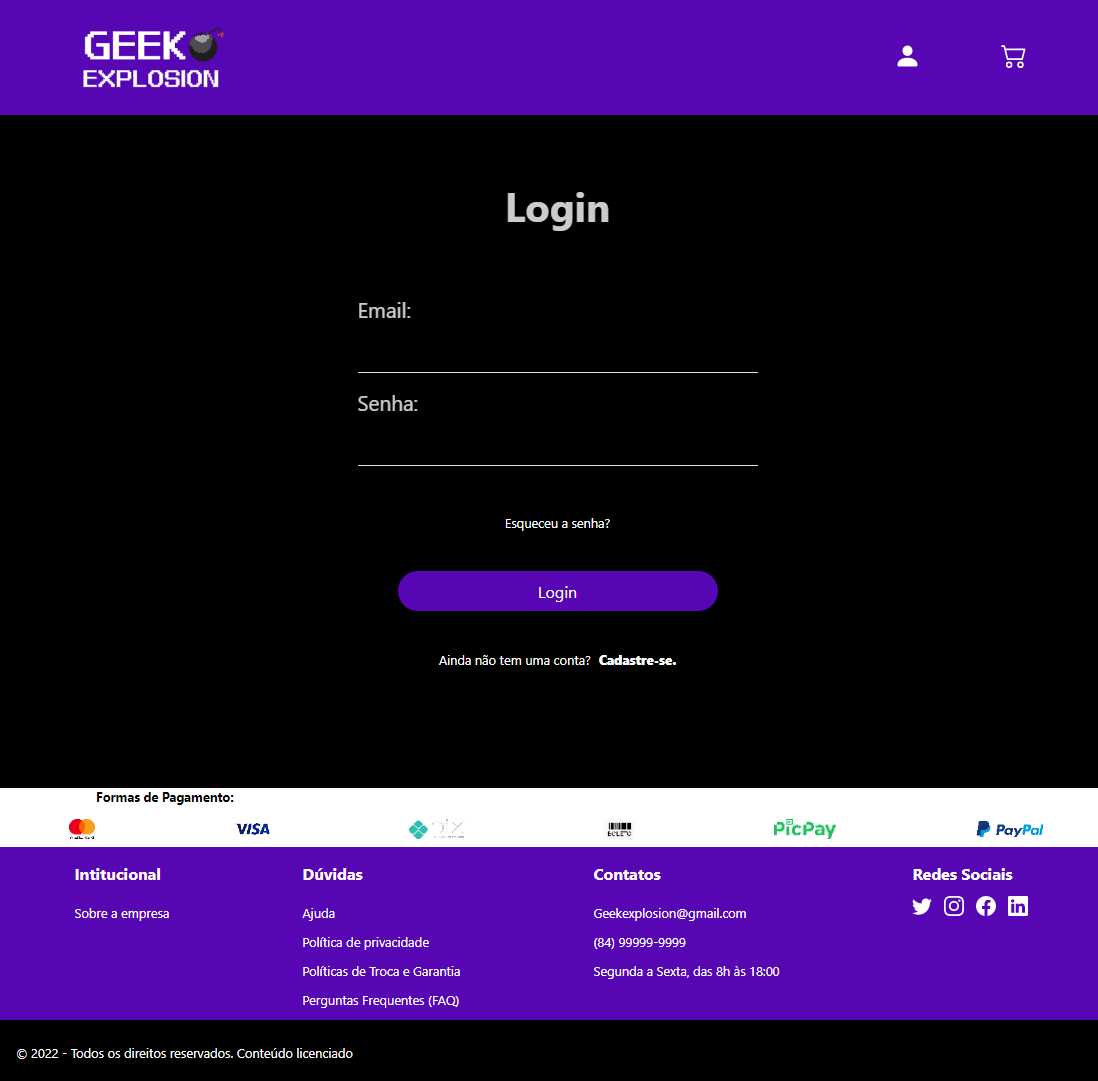 GEEK
EXPLOSION
Login
Email:
Senha:
Esqueceu a senha?
Login
Ainda não tem uma conta? Cadastre-se.
Formas de Pagamento:
VISA
pix
BOLETO
PicPay
PayPal
Intitucional
Dúvidas
Contatos
Redes Sociais
Sobre a empresa
Ajuda
Geekexplosion@gmail.com
Política de privacidade
(84) 99999-9999
Políticas de Troca e Garantia
Segunda a Sexta, das 8h às 18:00
Perguntas Frequentes (FAQ)
© 2022 - Todos os direitos reservados. Conteúdo licenciado